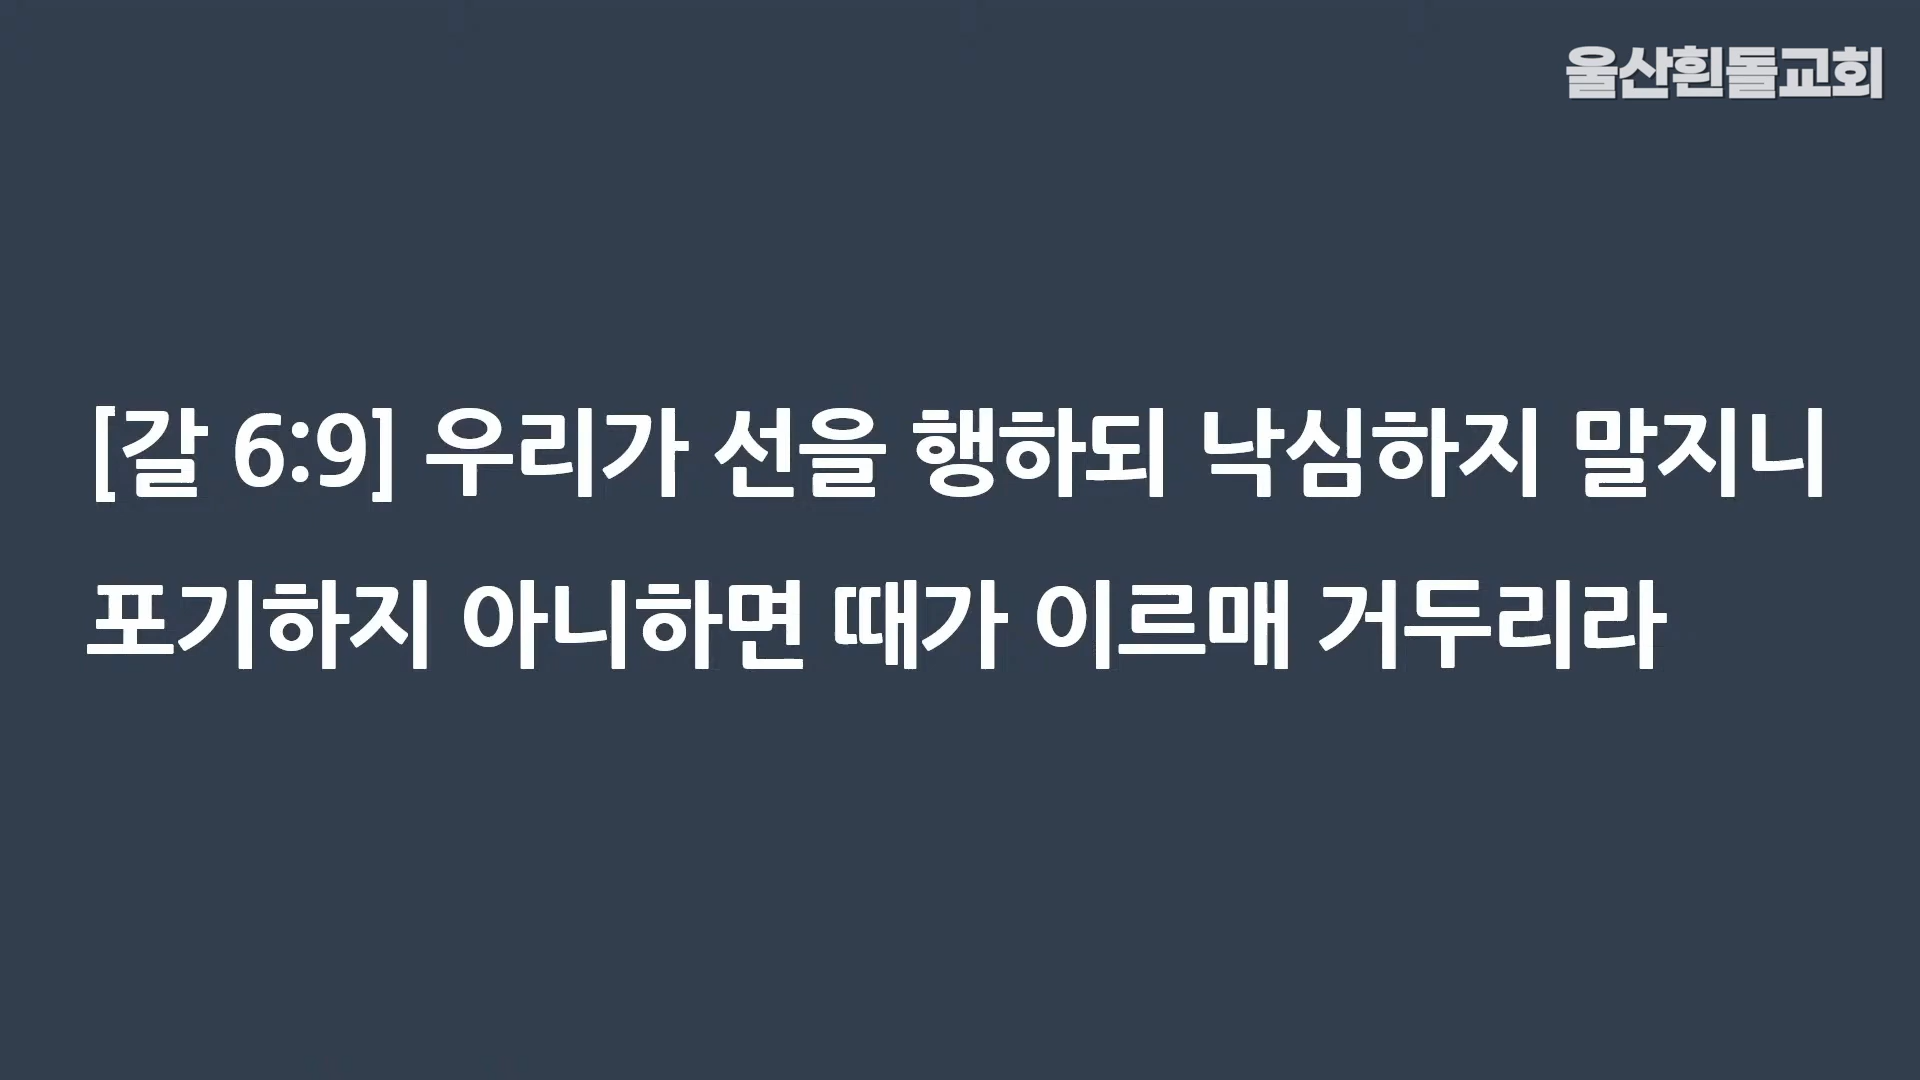 울산흰돌교회
[갈 6:9] 우리가 선을 행하되 낙심하지 말지니
포기하지 아니하면 때가 이르매 거두리라